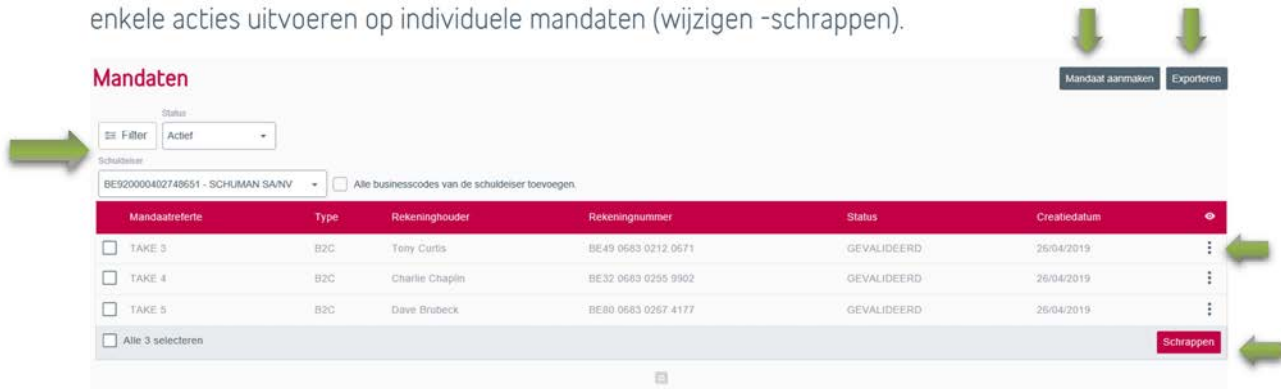 enkele acties uitvoeren op individuele mandaten (wijzigen -schrappen).
Mandaten
Mandaat aanmaken Exporteren
Status
Filter Actief
Schuldeiser
BE920000402748651 - SCHUMAN SA/NV Alle businesscodes van de schuldeiser toevoegen.
Mandaatreferte Type Rekeninghouder Rekeningnummer Status Creatiedatum
TAKE 3 B2C Tony Curtis BE49 0683 0212 0671 GEVALIDEERD 26/04/2019
TAKE 4 B2C Charlie Chaplin BE32 0683 0255 9902 GEVALIDEERD 26/04/2019
TAKE 5 B2C Dave Brubeck BE80 0683 0267 4177 GEVALIDEERD 26/04/2019
Alle 3 selecteren Schrappen